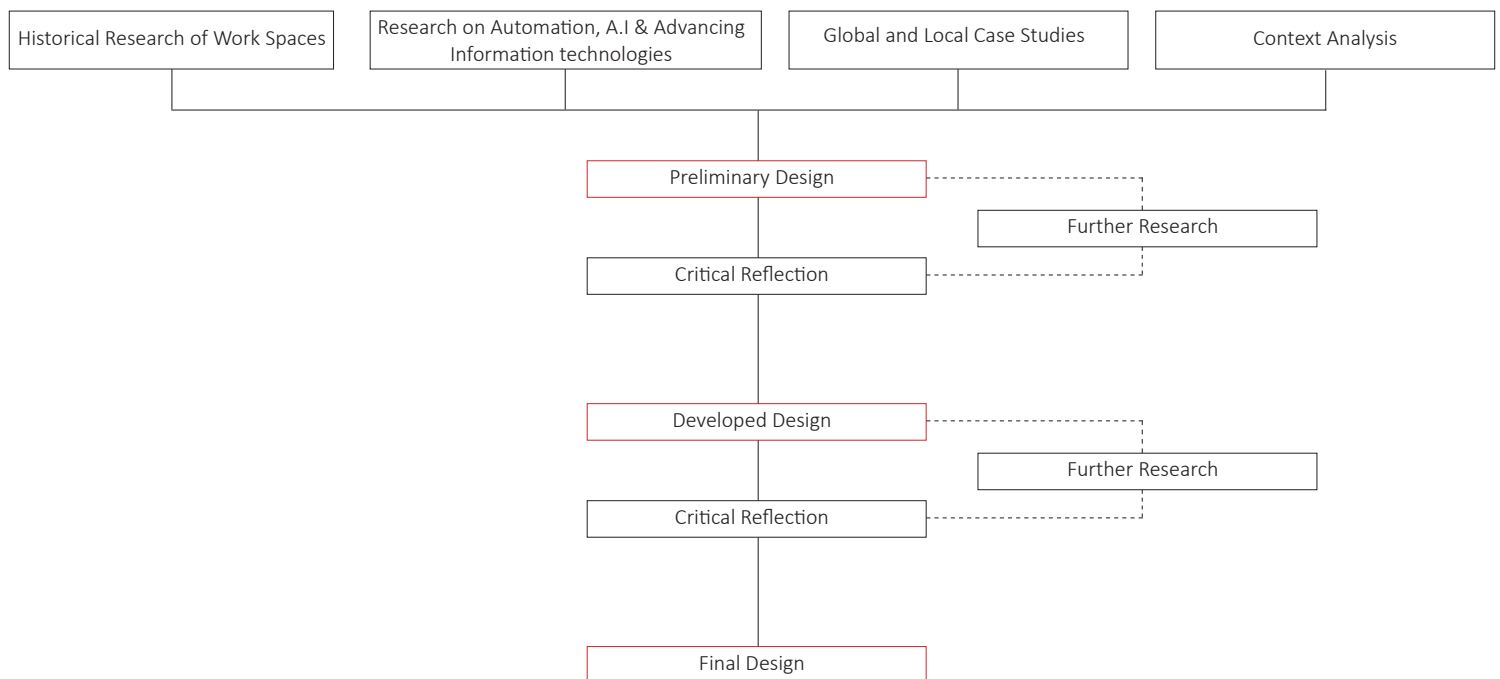 Historical Research of Work Spaces
Research on Automation, A.I & Advancing
Information technologies
Global and Local Case Studies
Context Analysis
Preliminary Design
Further Research
Critical Reflection
Developed Design
Further Research
Critical Reflection
Final Design